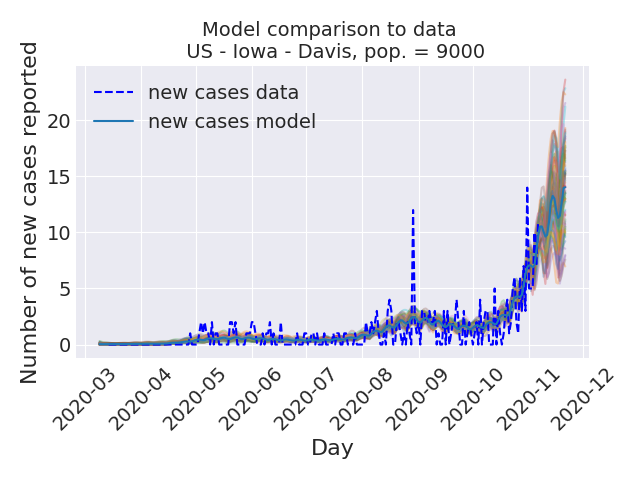 Model comparison to data
US - Iowa - Davis, pop. = 9000
Number of new cases reported
new cases data
new cases model
20
15
10
5
0
2020-03
2020-04
2020-05
2020-06
2020-07
2020-08
2020-09
2020-10
2020-11
2020-12
Day